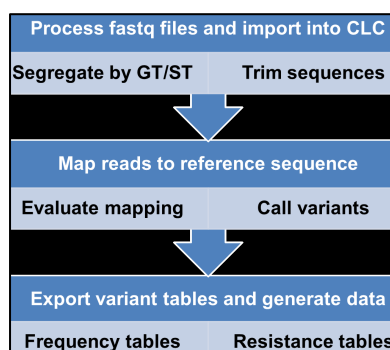 Process fastq files and import into CLC
Segregate by GT/ST Trim sequences
Map reads to reference sequence
Evaluate mapping Call variants
Export variant tables and generate data
Frequency tables Resistance tables